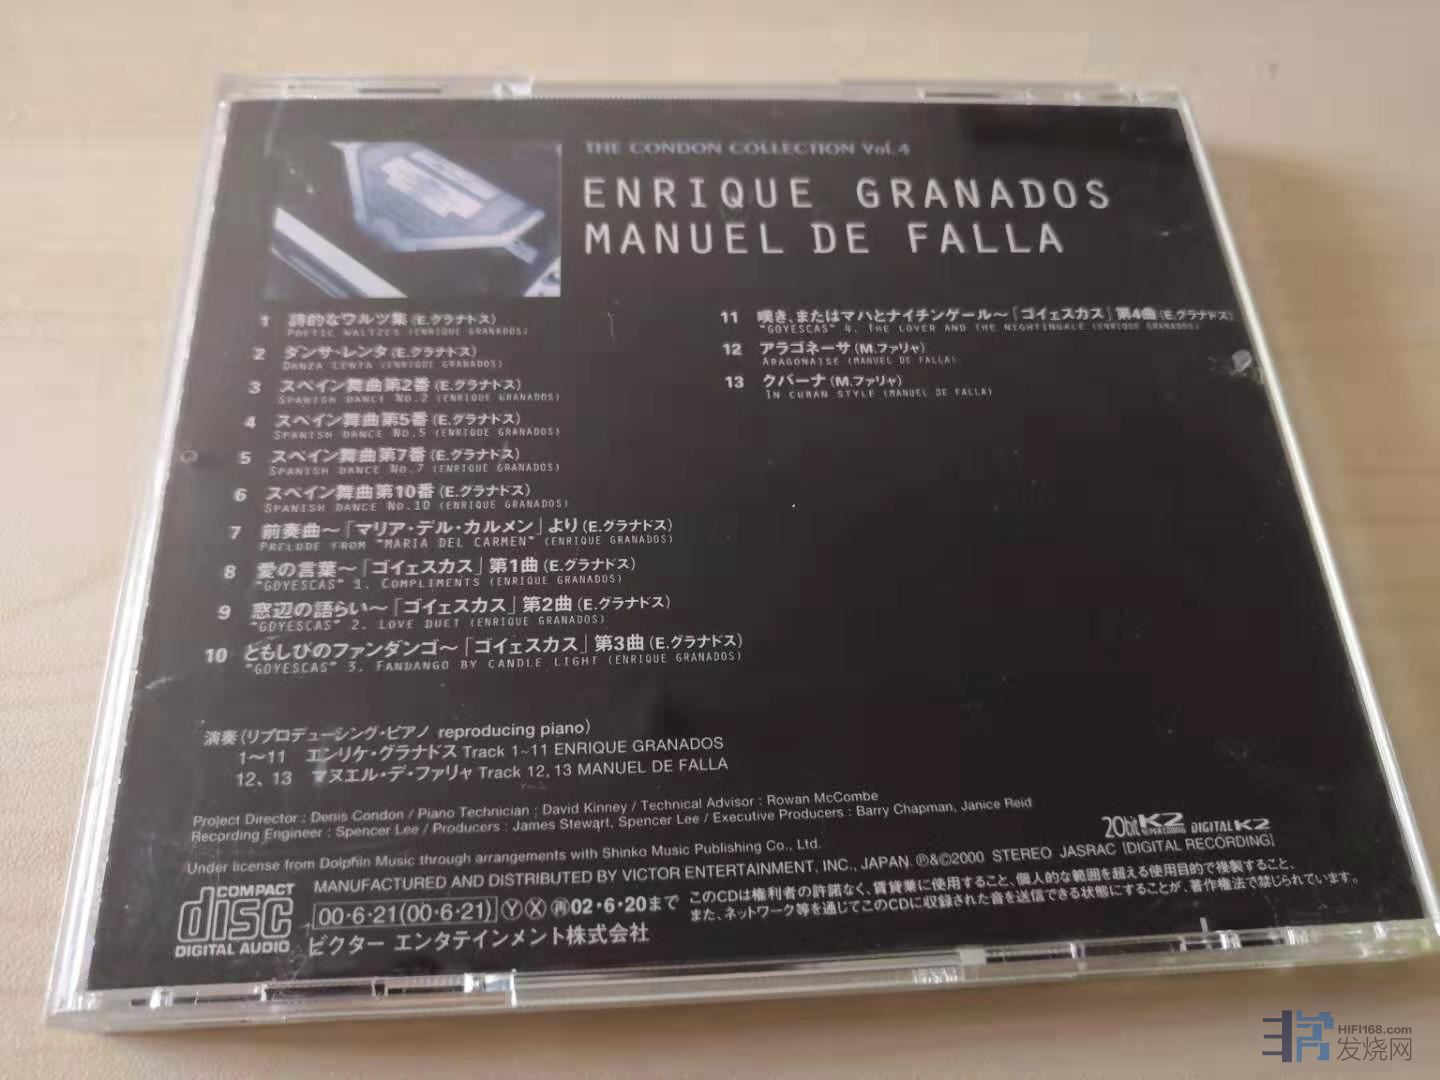 THE CONDON COLLECTION Vol.4
ENRIQUE GRANADOS
MANUEL DE FALLA
1 詩的なワルツ集(E.グラナドス)
POETIC WALTZES (ENRIQUE GRANADOS)
2 ダンサ・レンタ(E.グラナドス)
DANZA LENTA (ENRIQUE GRANADOS)
3 スペイン舞曲第2番(E.グラナドス)
SPANISH DANCE No.2 (ENRIQUE GRANADOS)
4 スペイン舞曲第5番(E.グラナドス)
SPANISH DANCE No.5 (ENRIQUE GRANADOS)
5 スペイン舞曲第7番(E.グラナドス)
SPANISH DANCE No.7 (ENRIQUE GRANADOS)
6 スペイン舞曲第10番(E.グラナドス)
SPANISH DANCE No.10 (ENRIQUE GRANADOS)
7 前奏曲〜「マリア・デル・カルメン」より(E.グラナドス)
PRELUDE FROM "MARIA DEL CARMEN" (ENRIQUE GRANADOS)
8 愛の言葉〜「ゴイェスカス」第1曲(E.グラナドス)
"GOYESCAS" 1. COMPLIMENTS (ENRIQUE GRANADOS)
9 窓辺の語らい〜「ゴイェスカス」第2曲(E.グラナドス)
"GOYESCAS" 2. LOVE DUET (ENRIQUE GRANADOS)
10 ともしびのファンダンゴ〜「ゴイェスカス」第3曲(E.グラナドス)
"GOYESCAS" 3. FANDANGO BY CANDLE LIGHT (ENRIQUE GRANADOS)
11 嘆き、またはマハとナイチンゲール〜「ゴイェスカス」第4曲(E.グラナドス)
"GOYESCAS" 4. THE LOVER AND THE NIGHTINGALE (ENRIQUE GRANADOS)
12 アラゴネーサ(M.ファリャ)
ARAGONAISE (MANUEL DE FALLA)
13 クバーナ(M.ファリャ)
IN CUBAN STYLE (MANUEL DE FALLA)
演奏(リプロデューシング・ピアノ reproducing piano)
1〜11 エンリケ・グラナドス Track 1~11 ENRIQUE GRANADOS
12、13 マヌエル・デ・ファリャ Track 12, 13 MANUEL DE FALLA
Project Director : Denis Condon / Piano Technician : David Kinney / Technical Advisor : Rowan McCombe
Recording Engineer : Spencer Lee / Producers : James Stewart, Spencer Lee / Executive Producers : Barry Chapman, Janice Reid
Under license from Dolphin Music through arrangements with Shinko Music Publishing Co., Ltd.
20bit K2 SUPER CODING DIGITAL K2
MANUFACTURED AND DISTRIBUTED BY VICTOR ENTERTAINMENT, INC., JAPAN. ℗&©2000 STEREO JASRAC [DIGITAL RECORDING]
COMPACT disc DIGITAL AUDIO
00・6・21(00・6・21) Ⓨ Ⓧ 再 02・6・20まで
ビクター エンタテインメント株式会社
このCDは権利者の許諾なく、賃貸業に使用すること、個人的な範囲を超える使用目的で複製すること、
また、ネットワーク等を通じてこのCDに収録された音を送信できる状態にすることが、著作権法で禁じられています。
HIFI168.com
发烧网